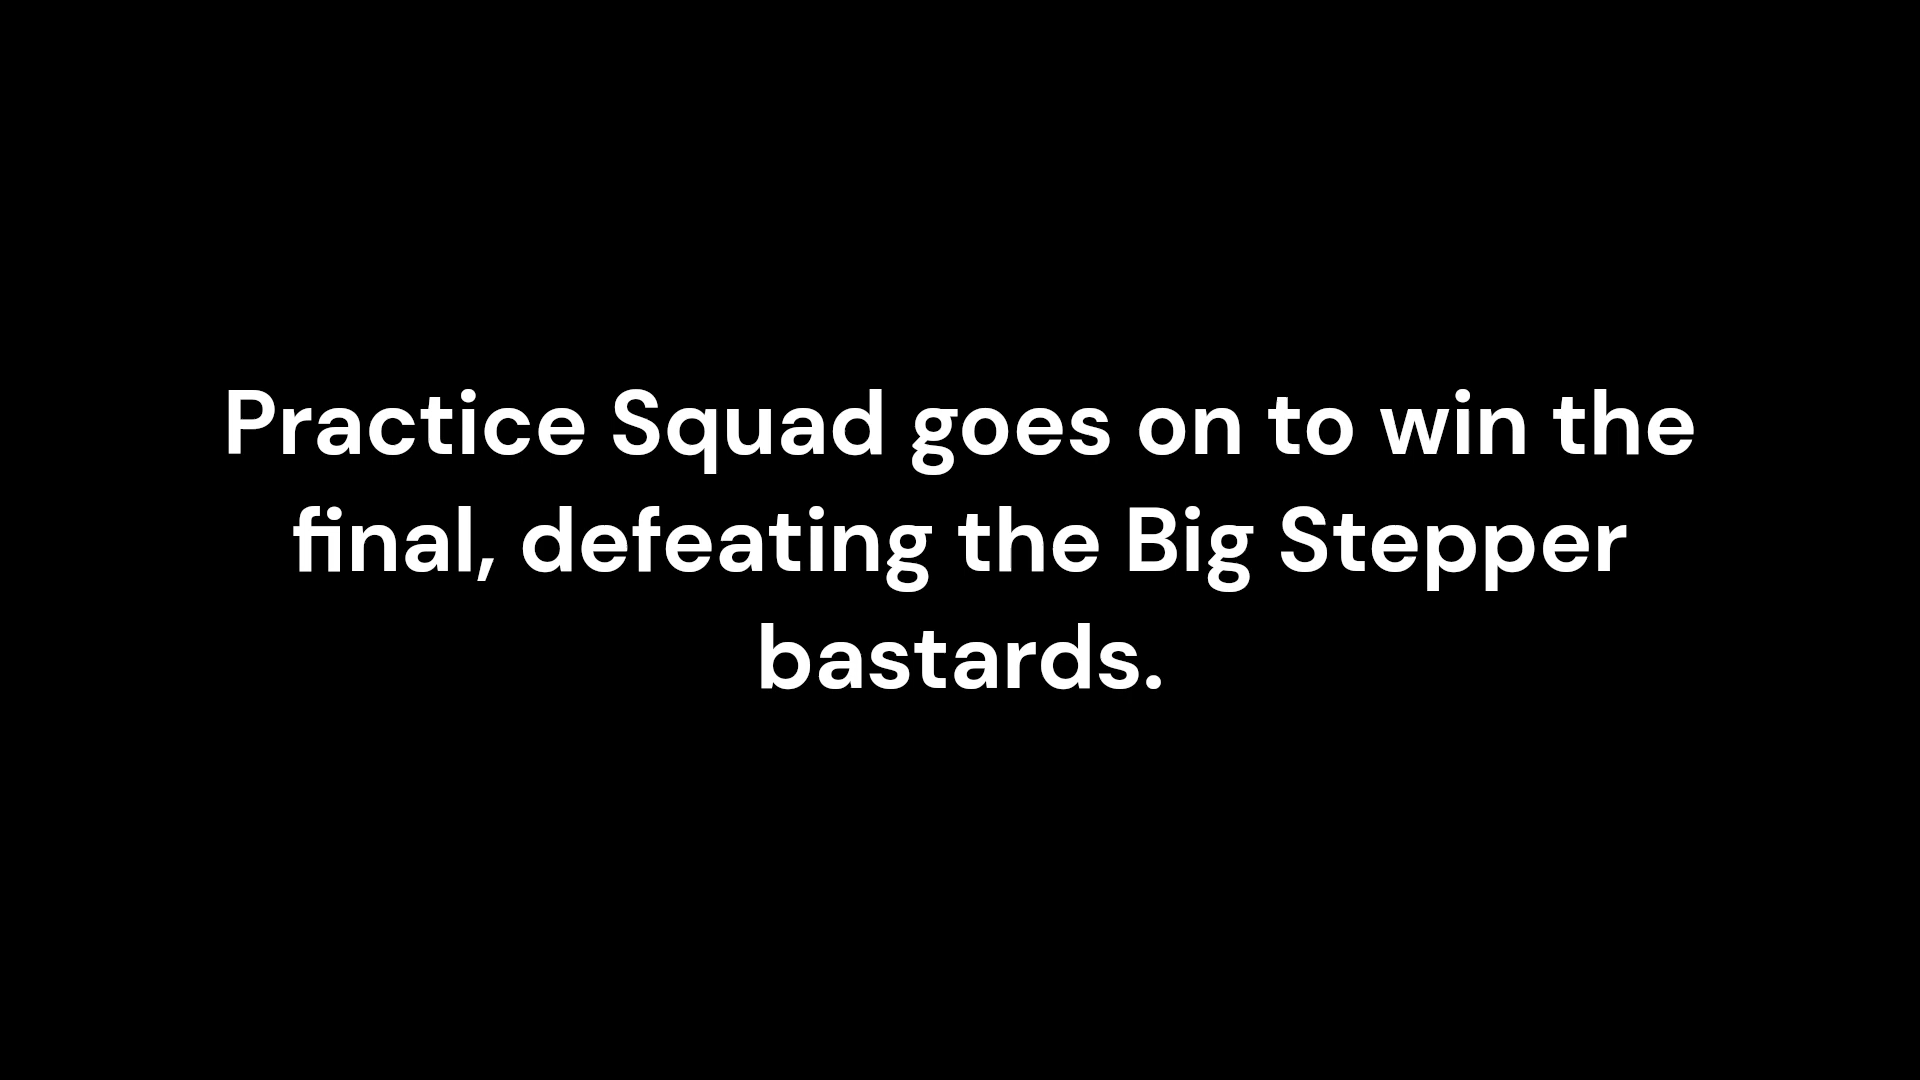 Practice Squad goes on to win the
final, defeating the Big Stepper
bastards.